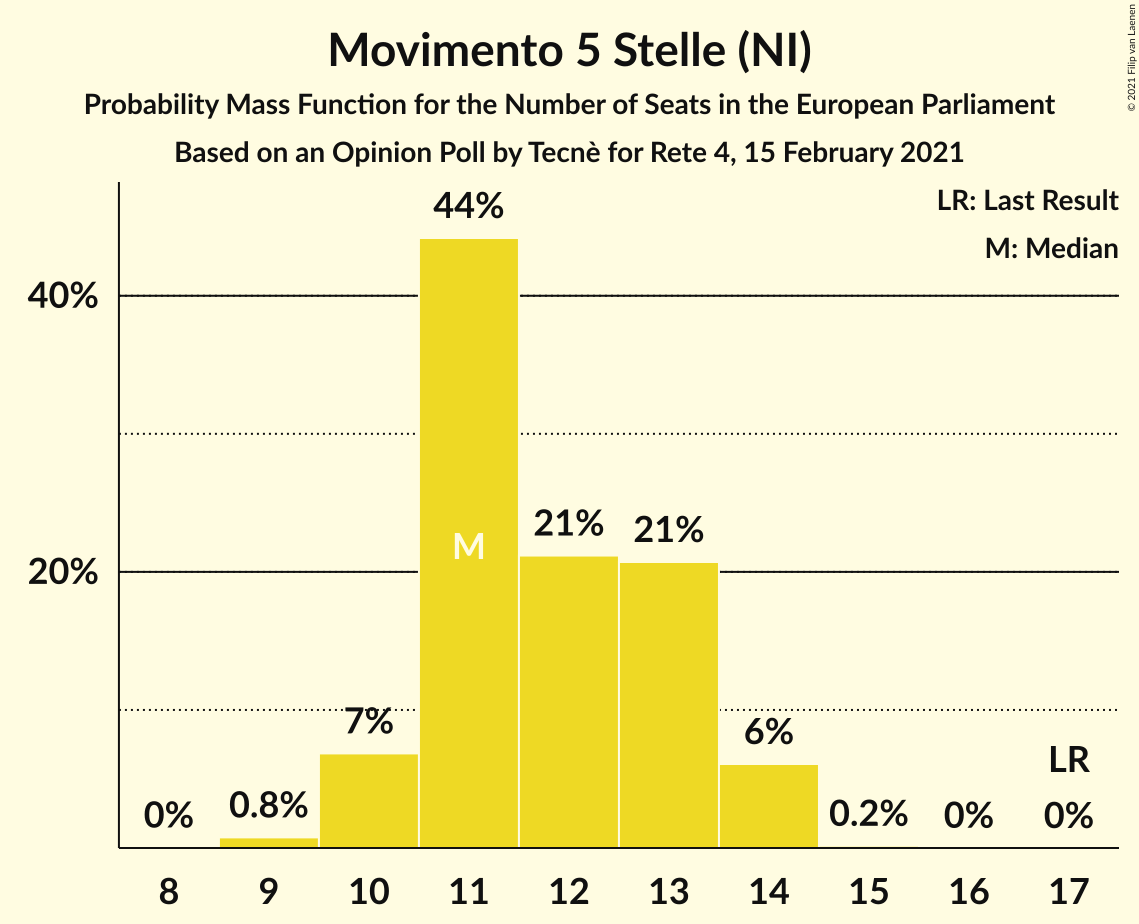 Movimento 5 Stelle (NI)
Probability Mass Function for the Number of Seats in the European Parliament
Based on an Opinion Poll by Tecnè for Rete 4, 15 February 2021
© 2021 Filip van Laenen
LR: Last Result
M: Median
40%
20%
0%
0.8%
7%
44%
M
21%
21%
6%
0.2%
0%
LR
0%
8 9 10 11 12 13 14 15 16 17